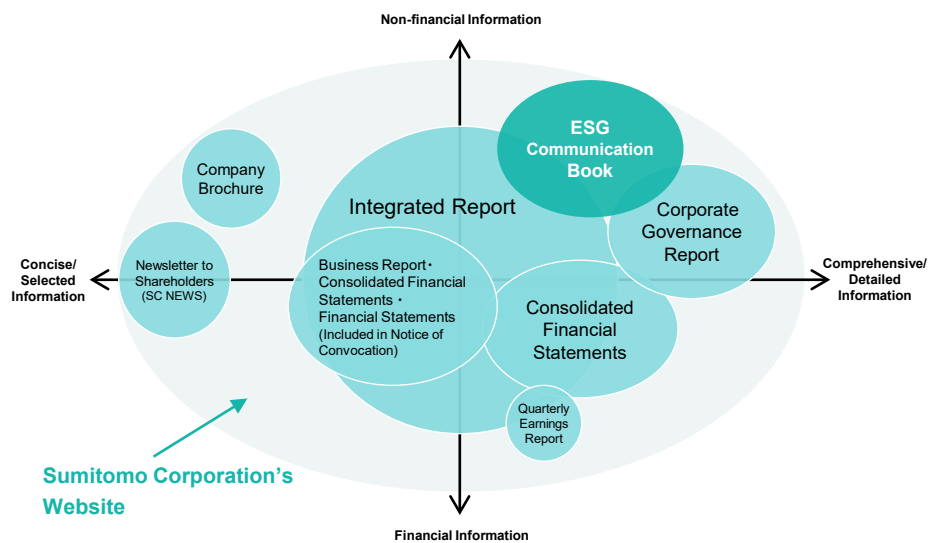 Non-financial Information
ESG
Communication
Book
Company
Brochure
Integrated Report
Corporate
Governance
Report
Concise/
Selected
Information
Newsletter to
Shareholders
(SC NEWS)
Business Report・
Consolidated Financial
Statements・
Financial Statements
(Included in Notice of
Convocation)
Consolidated
Financial
Statements
Comprehensive/
Detailed
Information
Quarterly
Earnings
Report
Sumitomo Corporation’s
Website
Financial Information